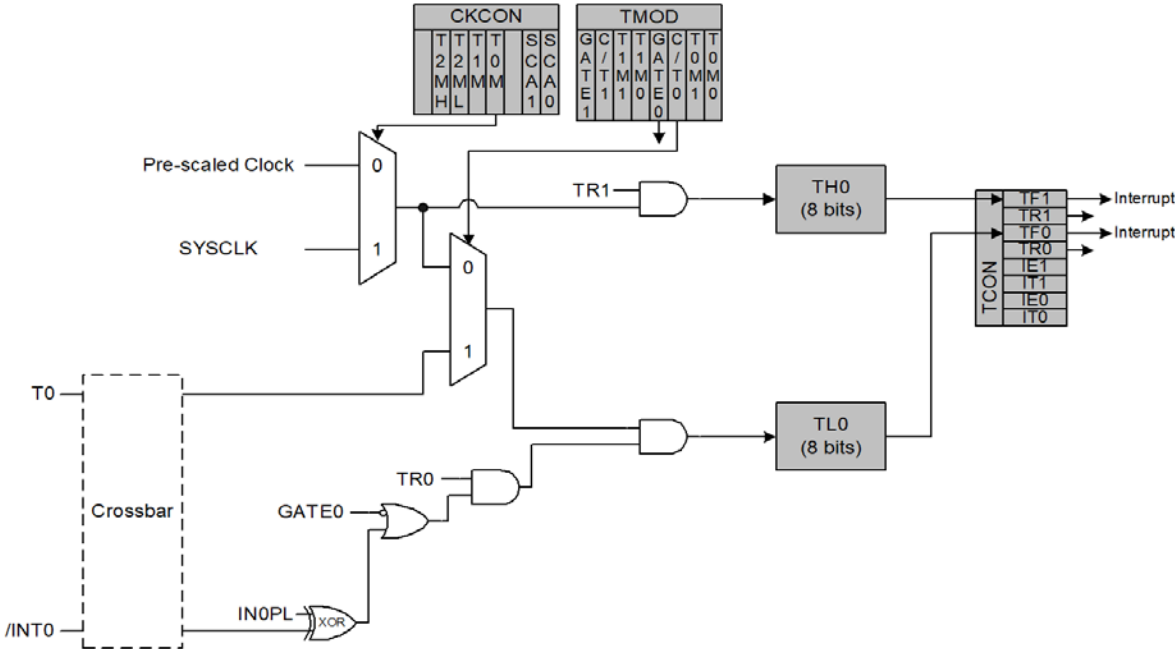 CKCON
T2MH
T2ML
T1M
T0M
SCA1
SCA0
TMOD
GATE1
C/T1
T1M1
T1M0
GATE0
C/T0
T0M1
T0M0
Pre-scaled Clock
0
SYSCLK
1
TR1
TH0
(8 bits)
TCON
TF1
TR1
TF0
TR0
IE1
IT1
IE0
IT0
Interrupt
Interrupt
0
1
T0
Crossbar
/INT0
TL0
(8 bits)
TR0
GATE0
IN0PL
XOR